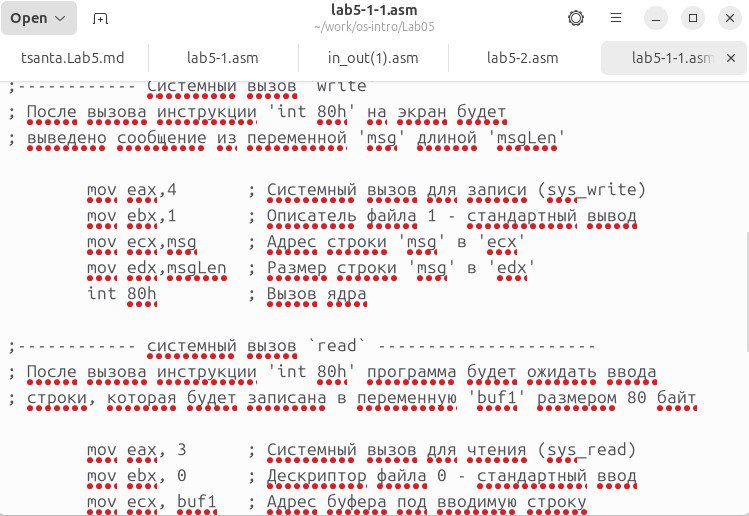 Open
lab5-1-1.asm
~/work/os-intro/Lab05
tsanta.Lab5.md
lab5-1.asm
in_out(1).asm
lab5-2.asm
lab5-1-1.asm
;------------ Системный вызов `write`
; После вызова инструкции 'int 80h' на экран будет
; выведено сообщение из переменной 'msg' длиной 'msgLen'
mov eax,4 ; Системный вызов для записи (sys_write)
mov ebx,1 ; Описатель файла 1 - стандартный вывод
mov ecx,msg ; Адрес строки 'msg' в 'ecx'
mov edx,msgLen ; Размер строки 'msg' в 'edx'
int 80h ; Вызов ядра
;------------ системный вызов `read` ----------------------
; После вызова инструкции 'int 80h' программа будет ожидать ввода
; строки, которая будет записана в переменную 'buf1' размером 80 байт
mov eax, 3 ; Системный вызов для чтения (sys_read)
mov ebx, 0 ; Дескриптор файла 0 - стандартный ввод
mov ecx, buf1 ; Адрес буфера под вводимую строку